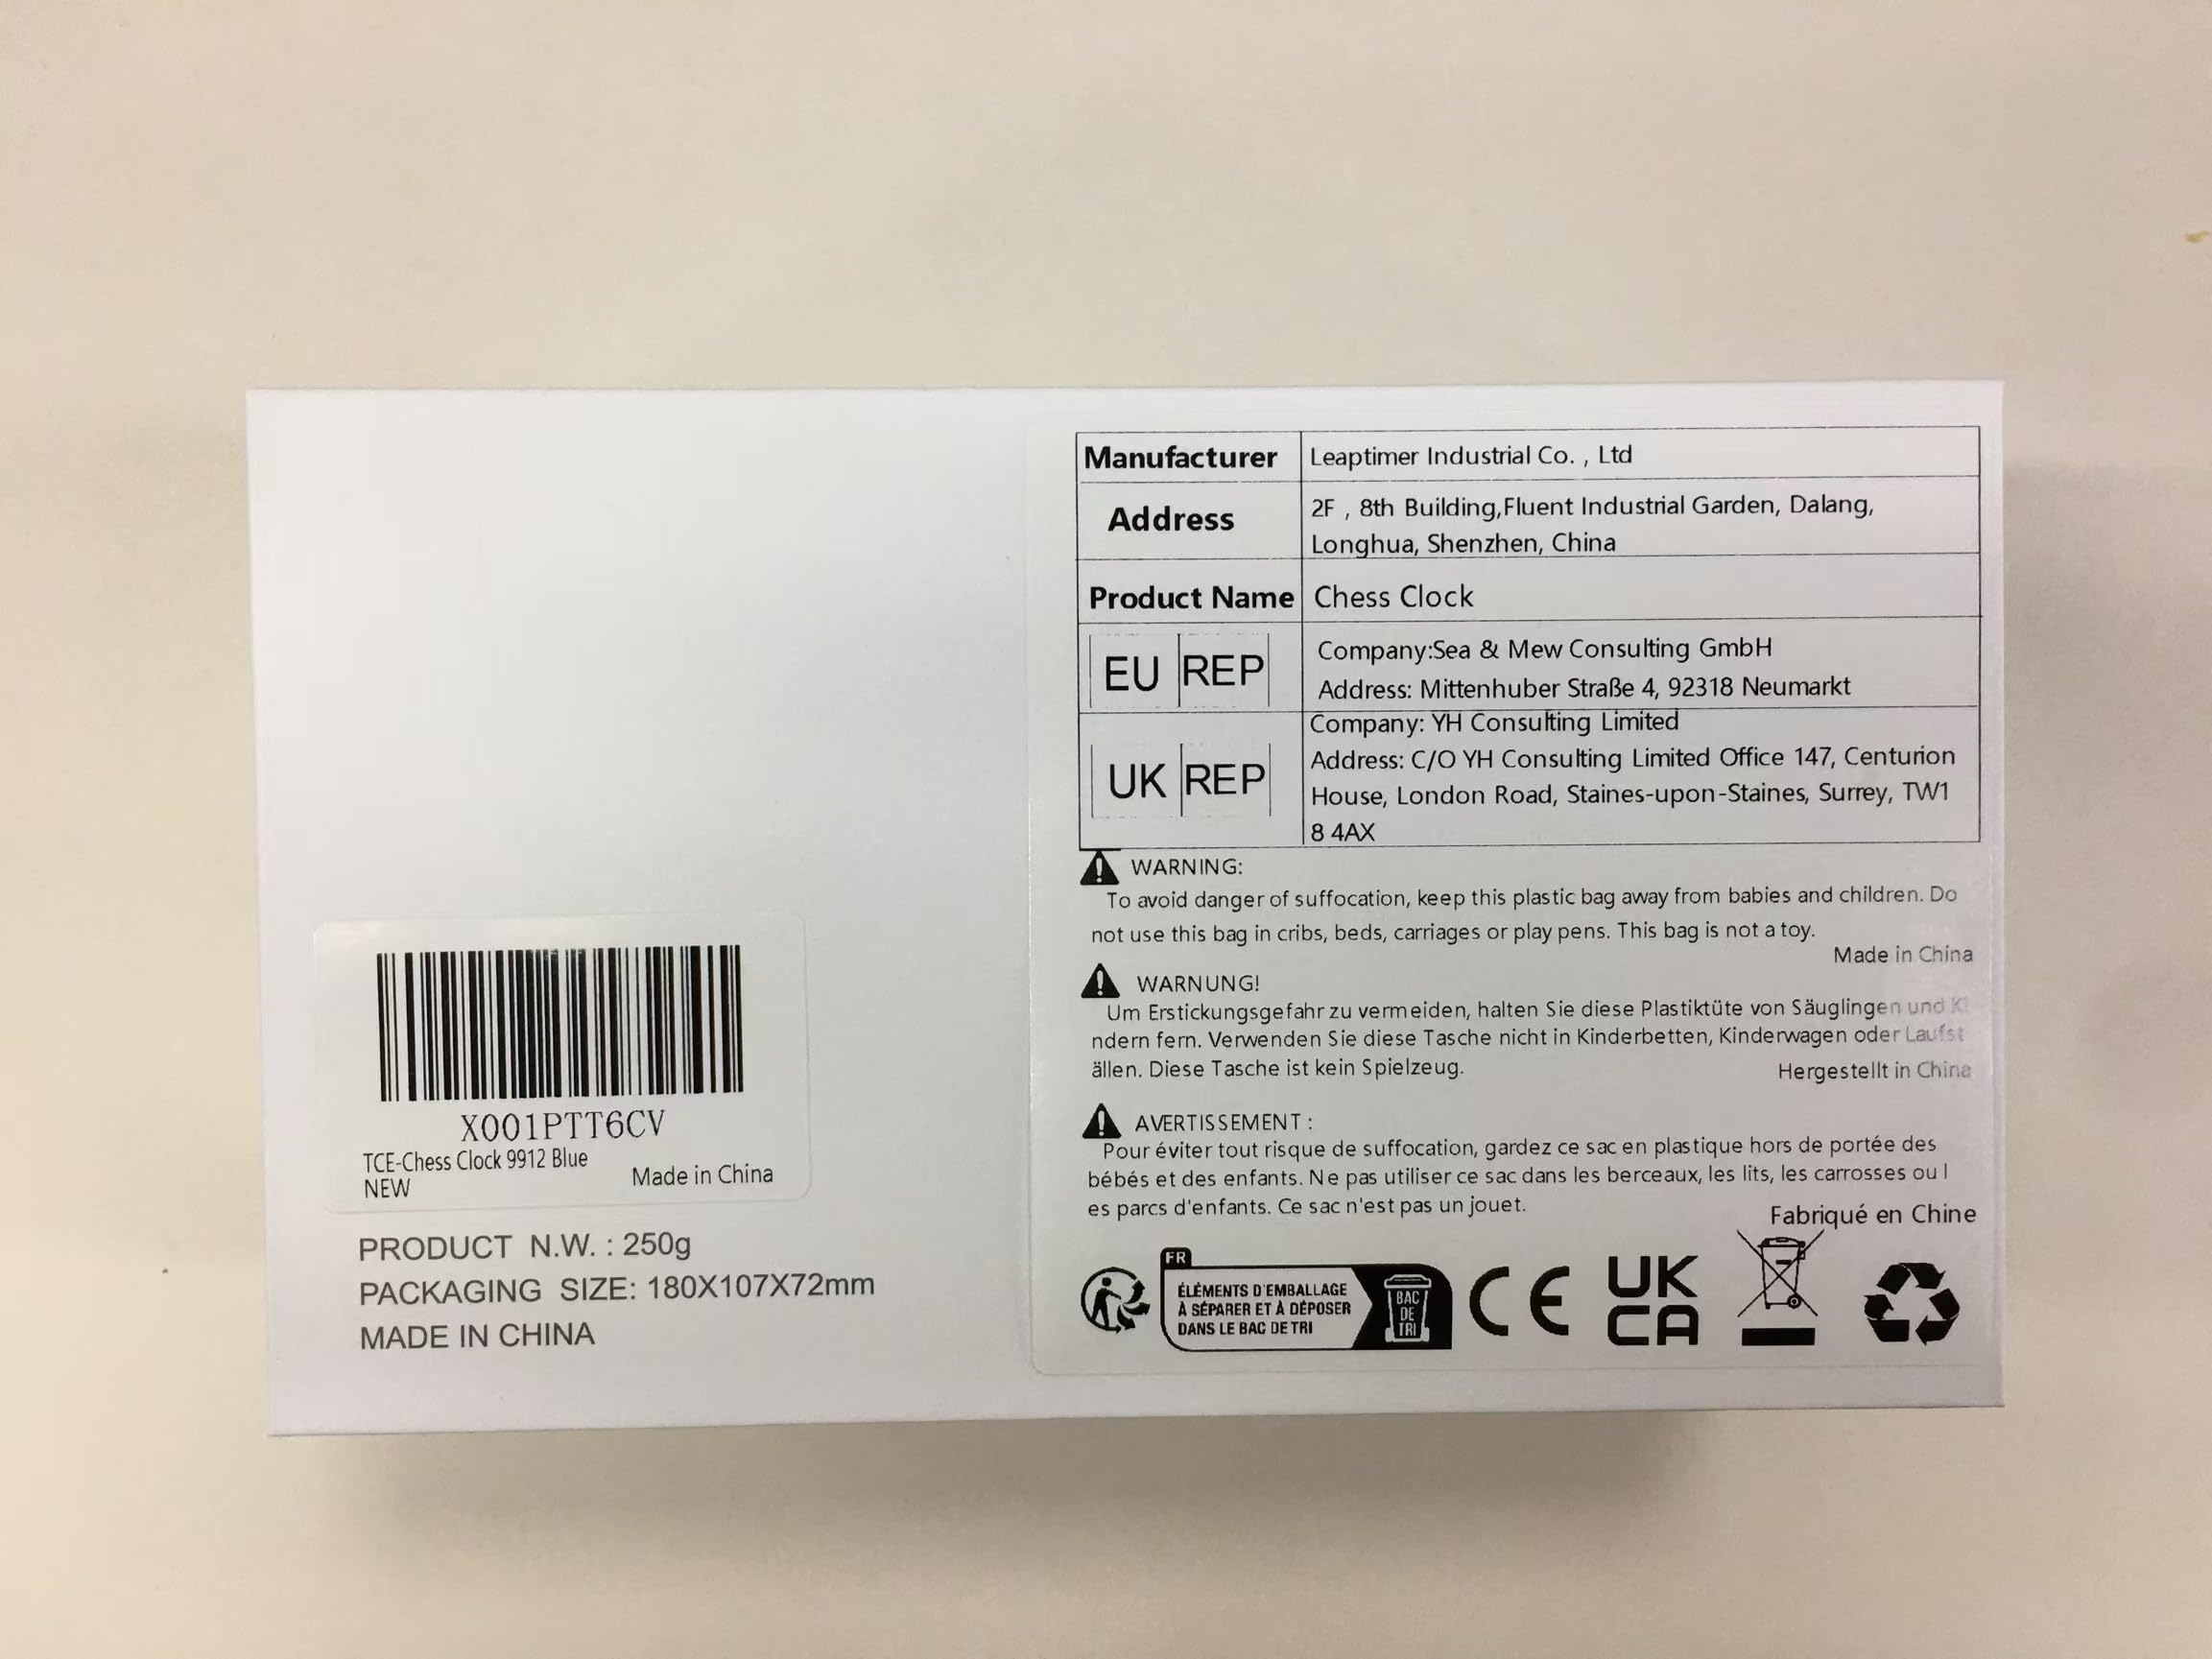 Manufacturer Leaptimer Industrial Co. , Ltd
Address 2F , 8th Building,Fluent Industrial Garden, Dalang,
Longhua, Shenzhen, China
Product Name Chess Clock
EU REP Company:Sea & Mew Consulting GmbH
Address: Mittenhuber Straße 4, 92318 Neumarkt
UK REP Company: YH Consulting Limited
Address: C/O YH Consulting Limited Office 147, Centurion
House, London Road, Staines-upon-Staines, Surrey, TW1
8 4AX
WARNING:
To avoid danger of suffocation, keep this plastic bag away from babies and children. Do
not use this bag in cribs, beds, carriages or play pens. This bag is not a toy.
Made in China
WARNUNG!
Um Erstickungsgefahr zu vermeiden, halten Sie diese Plastiktüte von Säuglingen und Ki
ndern fern. Verwenden Sie diese Tasche nicht in Kinderbetten, Kinderwagen oder Laufst
ällen. Diese Tasche ist kein Spielzeug.
Hergestellt in China
AVERTISSEMENT :
Pour éviter tout risque de suffocation, gardez ce sac en plastique hors de portée des
bébés et des enfants. Ne pas utiliser ce sac dans les berceaux, les lits, les carrosses ou l
es parcs d'enfants. Ce sac n'est pas un jouet.
Fabriqué en Chine
FR
ÉLÉMENTS D'EMBALLAGE
À SÉPARER ET À DÉPOSER
DANS LE BAC DE TRI
BAC
DE
TRI
CE
UK
CA
X001PTT6CV
TCE-Chess Clock 9912 Blue
NEW
Made in China
PRODUCT N.W. : 250g
PACKAGING SIZE: 180X107X72mm
MADE IN CHINA